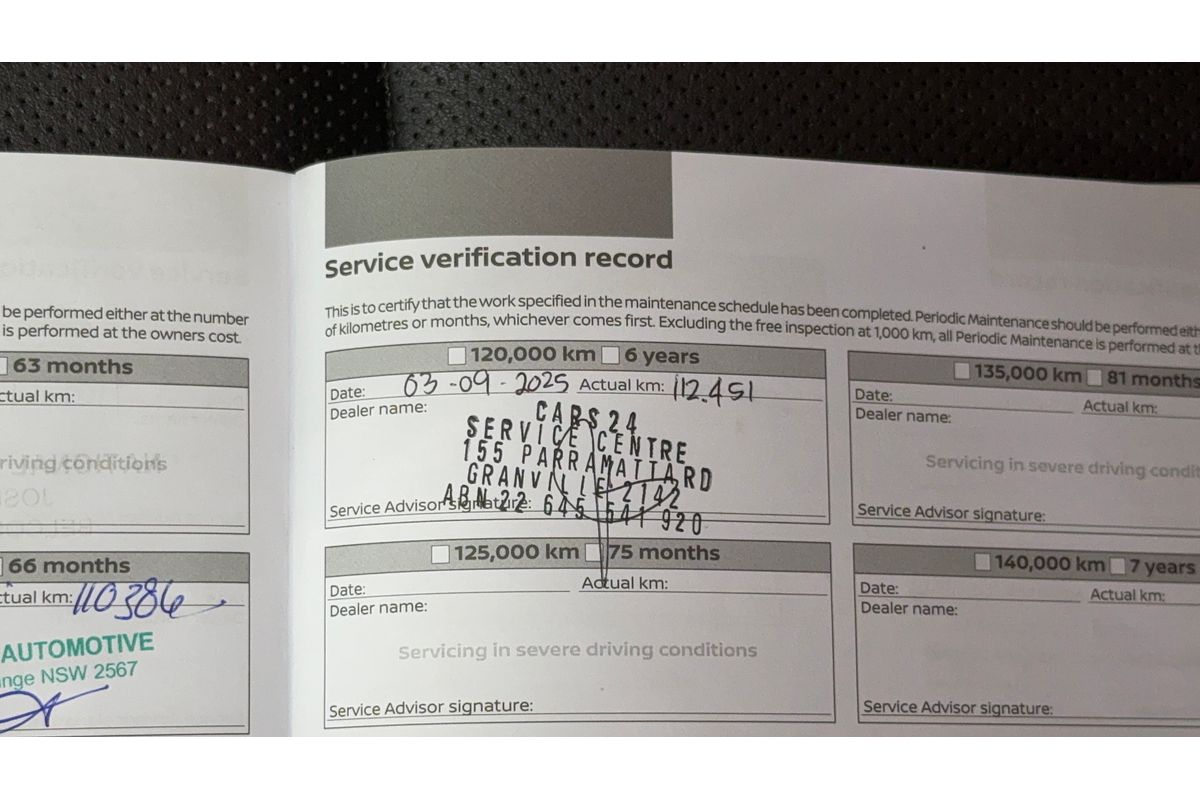 be performed either at the number
is performed at the owners cost.
63 months
ctual km:
riving conditions
66 months
ctual km: 110386
AUTOMOTIVE
nge NSW 2567
Service verification record
This is to certify that the work specified in the maintenance schedule has been completed. Periodic Maintenance should be performed eith
of kilometres or months, whichever comes first. Excluding the free inspection at 1,000 km, all Periodic Maintenance is performed at t
120,000 km 6 years
Date: 03-09-2025 Actual km: 112.451
Dealer name:
CARS24
SERVICE CENTRE
155 PARRAMATTA RD
GRANVILLE 2142
ABN 22 645 541 920
Service Advisor signature:
125,000 km 75 months
Date: Actual km:
Dealer name:
Servicing in severe driving conditions
Service Advisor signature:
135,000 km 81 months
Date: Actual km:
Dealer name:
Servicing in severe driving condit
Service Advisor signature:
140,000 km 7 years
Date: Actual km:
Dealer name:
Service Advisor signature: